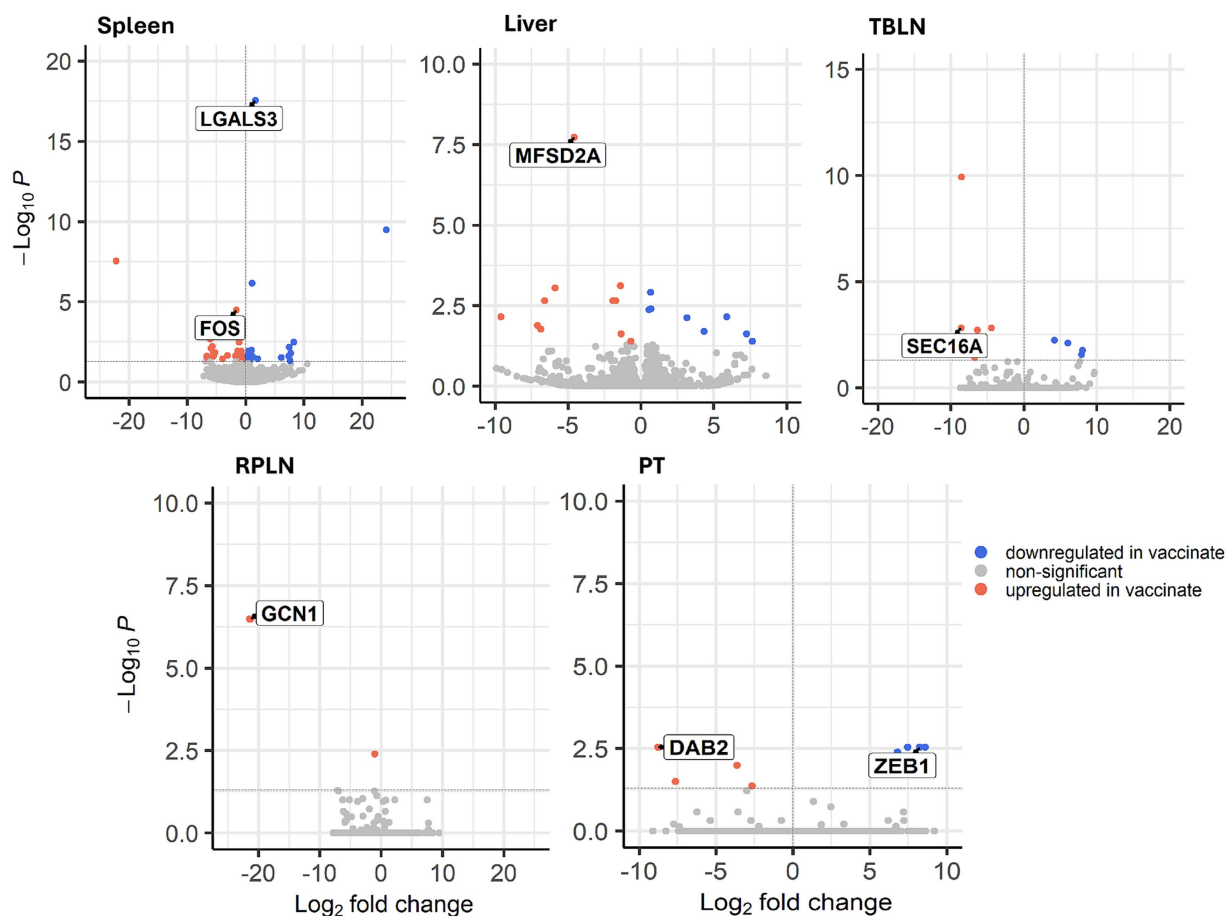 Spleen
Liver
TBLN
−Log10 P
20
15
10
5
0
LGALS3
FOS
-20
-10
0
10
20
10.0
7.5
5.0
2.5
0.0
MFSD2A
-10
-5
0
5
10
15
10
5
0
SEC16A
-20
-10
0
10
20
RPLN
PT
−Log10 P
10.0
7.5
5.0
2.5
0.0
GCN1
-20
-10
0
10
20
Log2 fold change
10.0
7.5
5.0
2.5
0.0
DAB2
ZEB1
-10
-5
0
5
10
Log2 fold change
downregulated in vaccinate
non-significant
upregulated in vaccinate